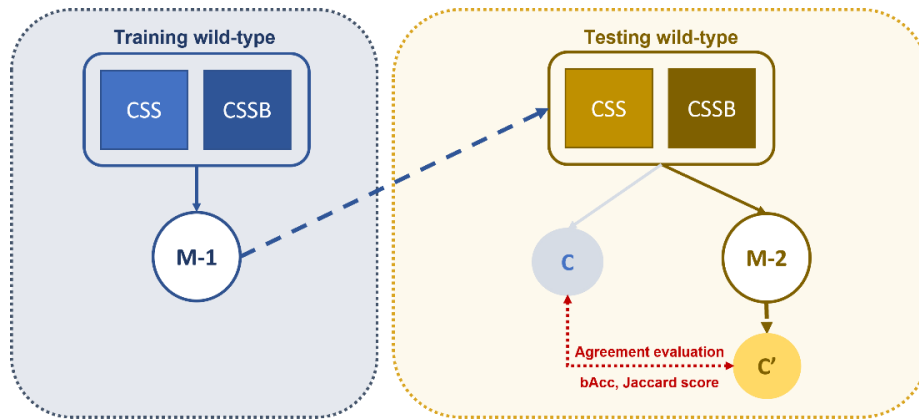 Training wild-type
CSS
CSSB
M-1
Testing wild-type
CSS
CSSB
C
M-2
Agreement evaluation
bAcc, Jaccard score
C’